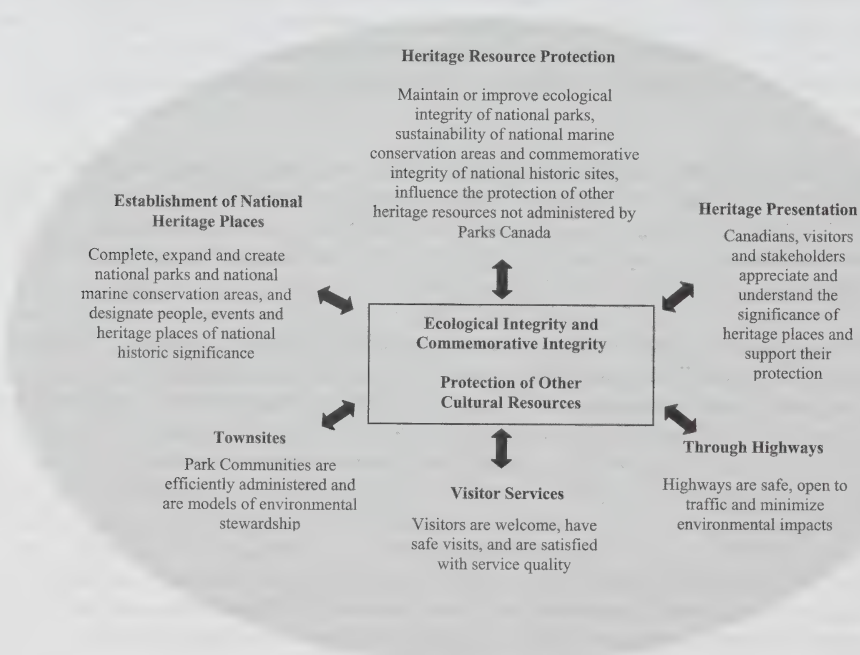 Heritage Resource Protection
Maintain or improve ecological
integrity of national parks,
sustainability of national marine
conservation areas and commemorative
integrity of national historic sites,
influence the protection of other
heritage resources not administered by
Parks Canada
Establishment of National
Heritage Places
Complete, expand and create
national parks and national
marine conservation areas, and
designate people, events and
heritage places of national
historic significance
Heritage Presentation
Canadians, visitors
and stakeholders
appreciate and
understand the
significance of
heritage places and
support their
protection
Ecological Integrity and
Commemorative Integrity
Protection of Other
Cultural Resources
Townsites
Park Communities are
efficiently administered and
are models of environmental
stewardship
Visitor Services
Visitors are welcome, have
safe visits, and are satisfied
with service quality
Through Highways
Highways are safe, open to
traffic and minimize
environmental impacts